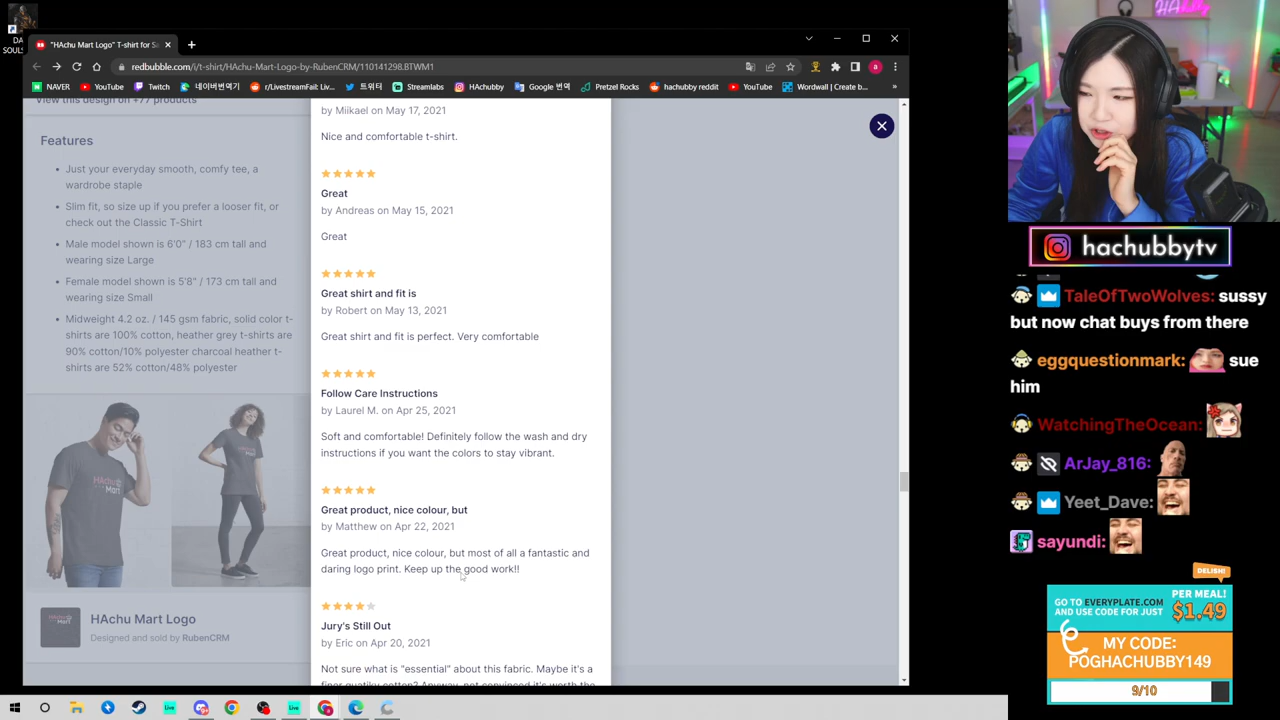 DA
SOULS
"HAchu Mart Logo" T-shirt for Sa
redbubble.com/i/t-shirt/HAchu-Mart-Logo-by-RubenCRM/110141298.BTWM1
NAVER
YouTube
Twitch
네이버번역기
r/LivestreamFail: Liv...
트위터
Streamlabs
HAchubby
Google 번역
Pretzel Rocks
hachubby reddit
YouTube
Wordwall | Create b...
View this design on +77 products
Features
Just your everyday smooth, comfy tee, a
wardrobe staple
Slim fit, so size up if you prefer a looser fit, or
check out the Classic T-Shirt
Male model shown is 6'0" / 183 cm tall and
wearing size Large
Female model shown is 5'8" / 173 cm tall and
wearing size Small
Midweight 4.2 oz. / 145 gsm fabric, solid color t-
shirts are 100% cotton, heather grey t-shirts are
90% cotton/10% polyester charcoal heather t-
shirts are 52% cotton/48% polyester
HAchu
Mart
HAchu
Mart
HAchu Mart Logo
Designed and sold by RubenCRM
by Miikael on May 17, 2021
Nice and comfortable t-shirt.
Great
by Andreas on May 15, 2021
Great
Great shirt and fit is
by Robert on May 13, 2021
Great shirt and fit is perfect. Very comfortable
Follow Care Instructions
by Laurel M. on Apr 25, 2021
Soft and comfortable! Definitely follow the wash and dry
instructions if you want the colors to stay vibrant.
Great product, nice colour, but
by Matthew on Apr 22, 2021
Great product, nice colour, but most of all a fantastic and
daring logo print. Keep up the good work!!
Jury's Still Out
by Eric on Apr 20, 2021
Not sure what is "essential" about this fabric. Maybe it's a
hachubbytv
TaleOfTwoWolves: sussy
but now chat buys from there
eggquestionmark: sue
him
WatchingTheOcean:
ArJay_816:
Yeet_Dave:
sayundi:
DELISH!
GO TO EVERYPLATE.COM
AND USE CODE FOR JUST
PER MEAL!
$1.49
MY CODE:
POGHACHUBBY149
9/10